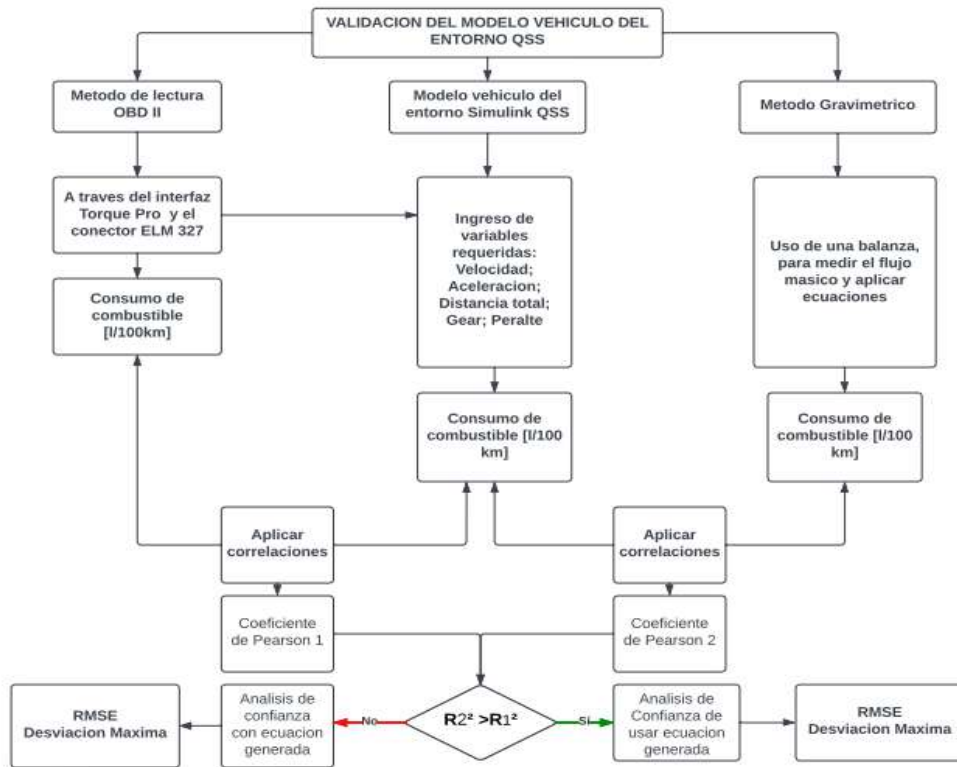 VALIDACION DEL MODELO VEHICULO DEL
ENTORNO QSS
Metodo de lectura
OBD II
Modelo vehiculo del
entorno Simulink QSS
Metodo Gravimetrico
A traves del interfaz
Torque Pro y el
conector ELM 327
Ingreso de
variables
requeridas:
Velocidad;
Aceleracion;
Distancia total;
Gear; Peralte
Uso de una balanza,
para medir el flujo
masico y aplicar
ecuaciones
Consumo de
combustible
[l/100km]
Consumo de
combustible [l/100
km]
Consumo de
combustible [l/100
km]
Aplicar
correlaciones
Aplicar
correlaciones
Coeficiente
de Pearson 1
Coeficiente
de Pearson 2
RMSE
Desviacion Maxima
Analisis de
confianza
con ecuacion
generada
No
R2² >R1²
Si
Analisis de
Confianza de
usar ecuacion
generada
RMSE
Desviacion Maxima